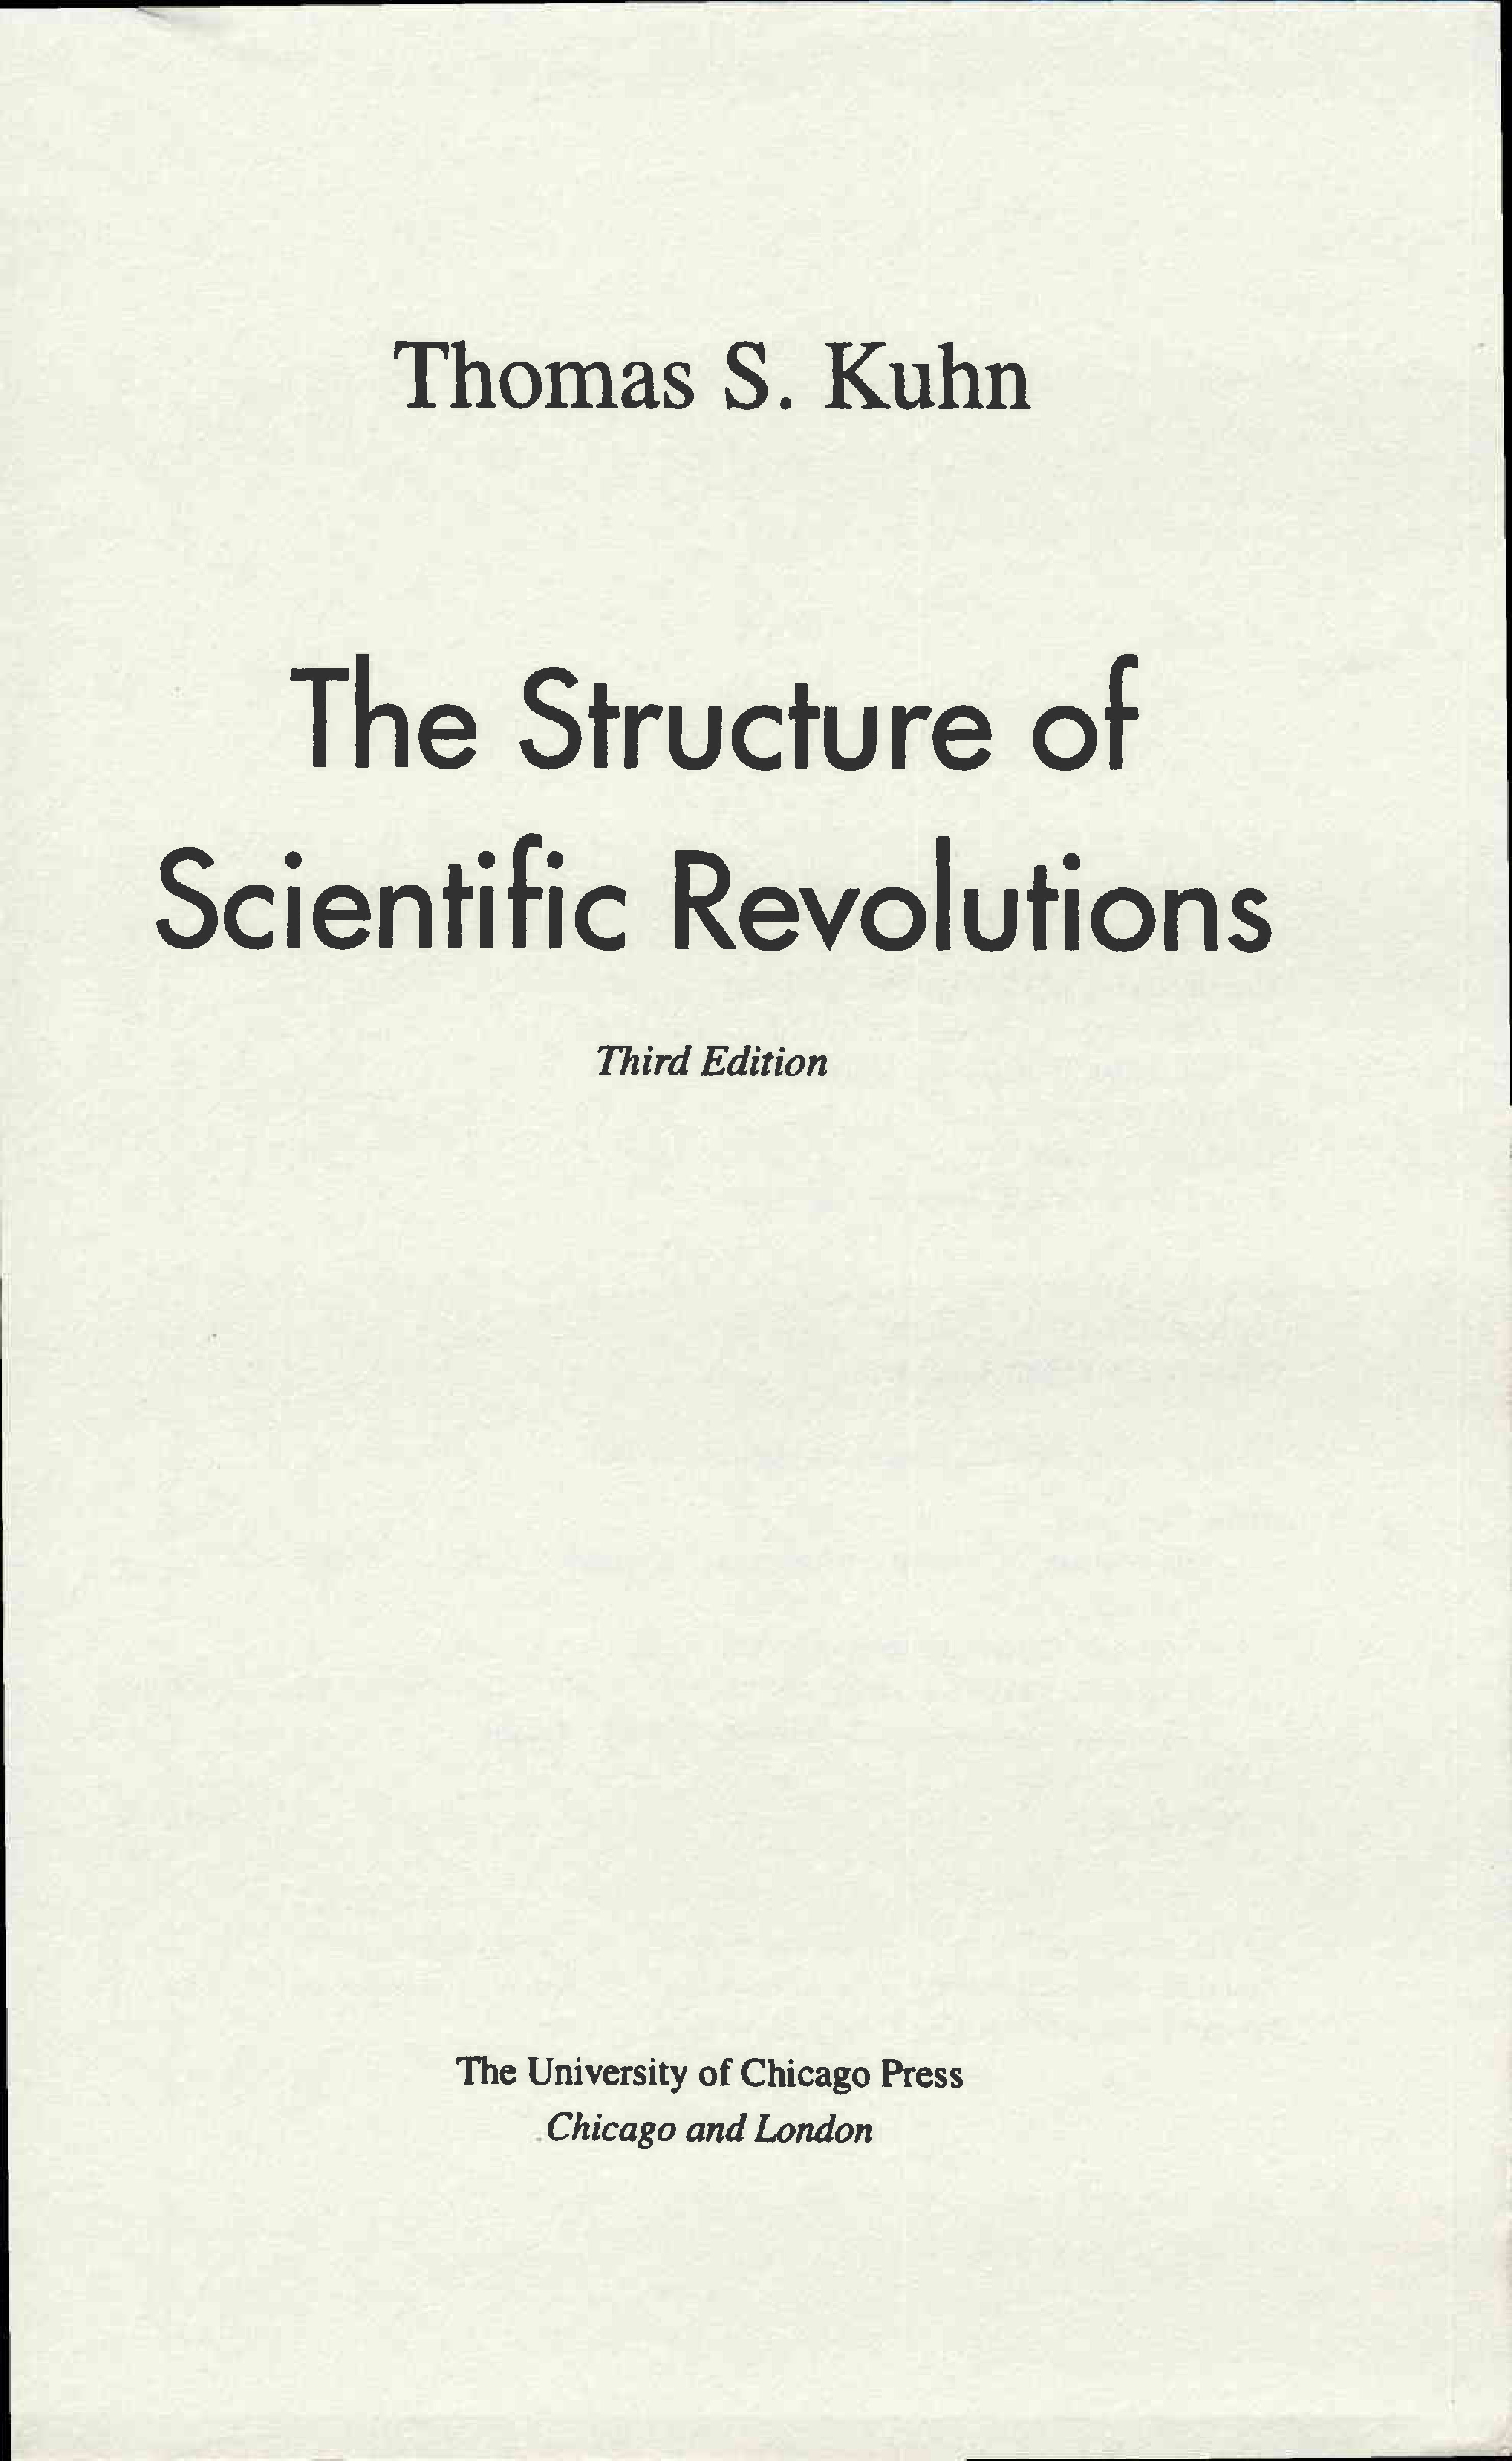 Thomas S. Kuhn
The Structure of
Scientific Revolutions
Third Edition
The University of Chicago Press
Chicago and London